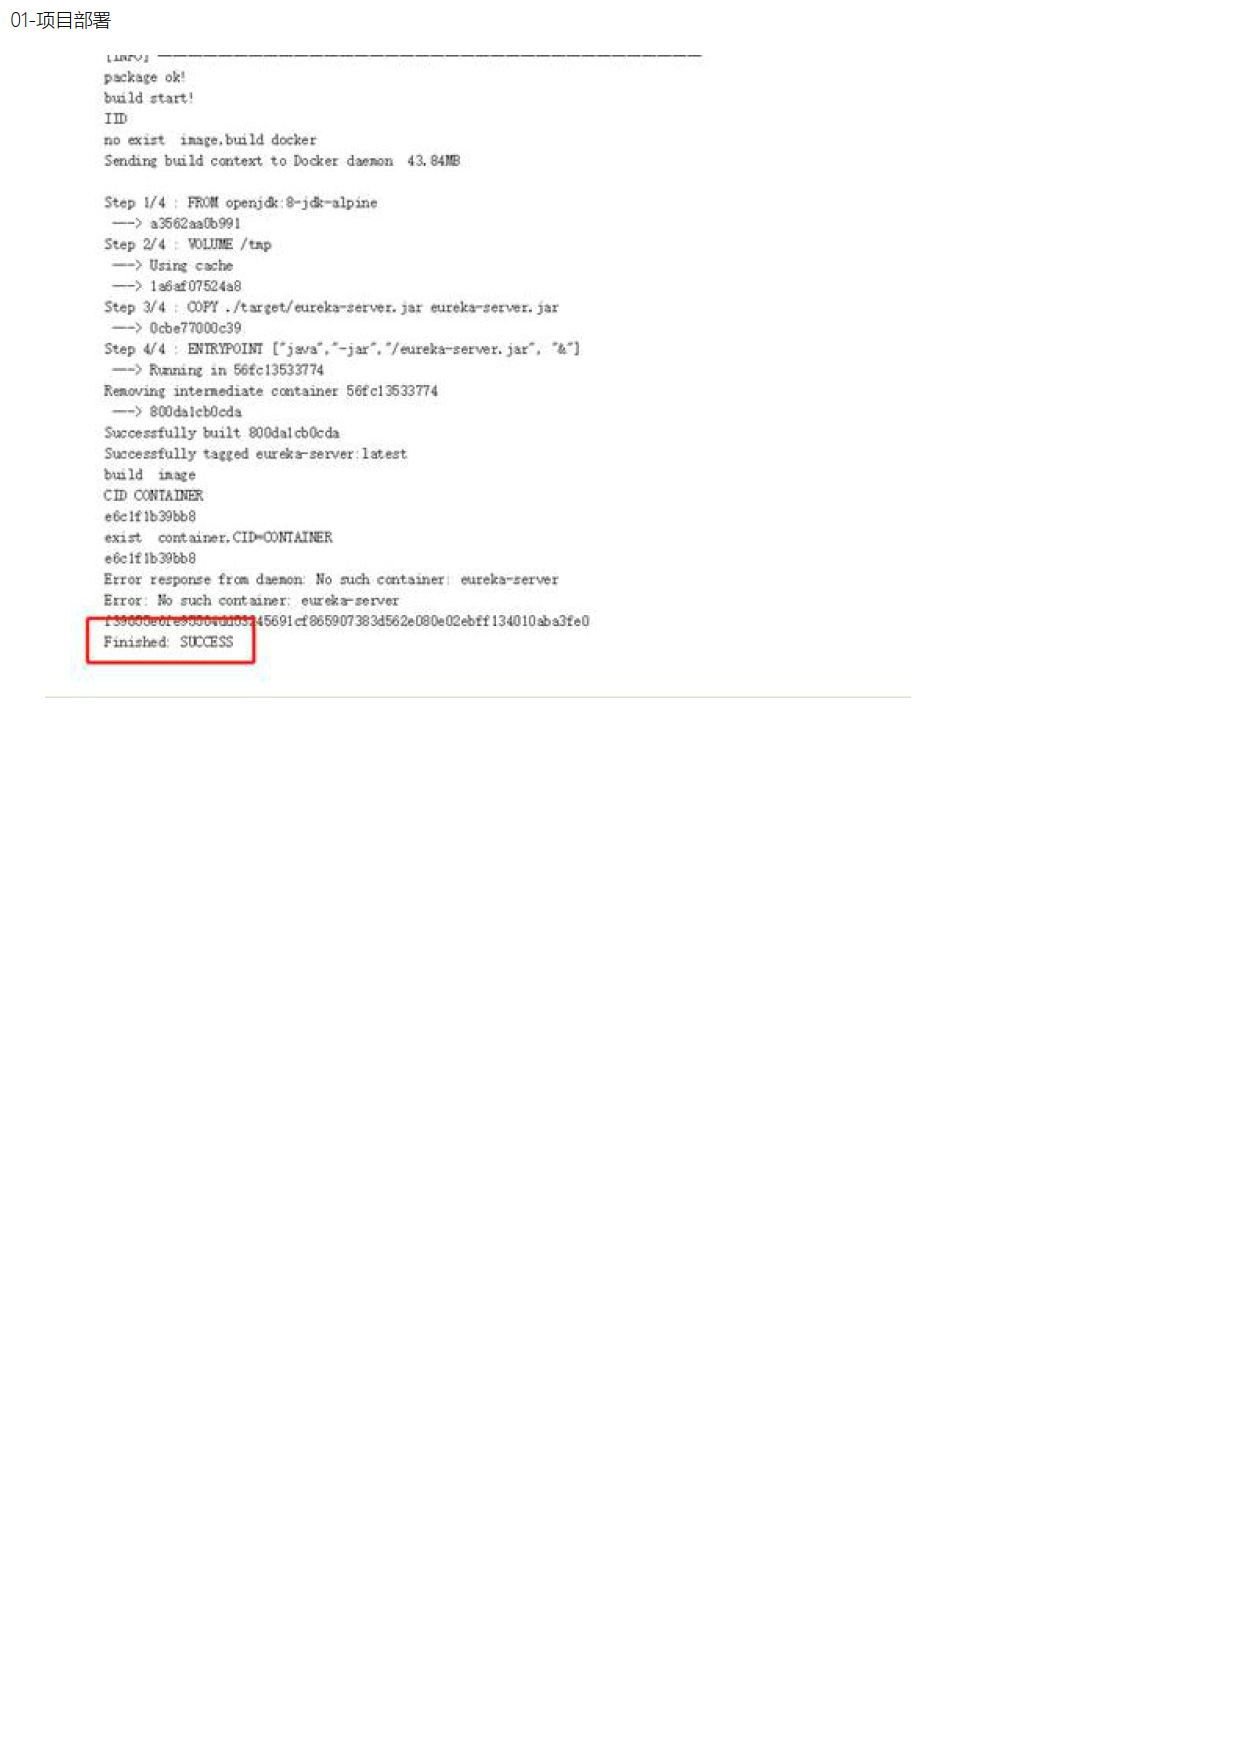 01-项目部署
[INFO]
package ok!
build start!
IID
no exist  image,build docker
Sending build context to Docker daemon  43.84MB
Step 1/4 : FROM openjdk:8-jdk-alpine
---> a3562aa0b991
Step 2/4 : VOLUME /tmp
---> Using cache
---> 1a6af07524a8
Step 3/4 : COPY ./target/eureka-server.jar eureka-server.jar
---> 0cbe77000c39
Step 4/4 : ENTRYPOINT ["java","-jar","/eureka-server.jar", "&"]
---> Running in 56fc13533774
Removing intermediate container 56fc13533774
---> 800da1cb0cda
Successfully built 800da1cb0cda
Successfully tagged eureka-server:latest
build  image
CID CONTAINER
e6c1f1b39bb8
exist  container,CID=CONTAINER
e6c1f1b39bb8
Error response from daemon: No such container: eureka-server
Error: No such container: eureka-server
Finished: SUCCESS